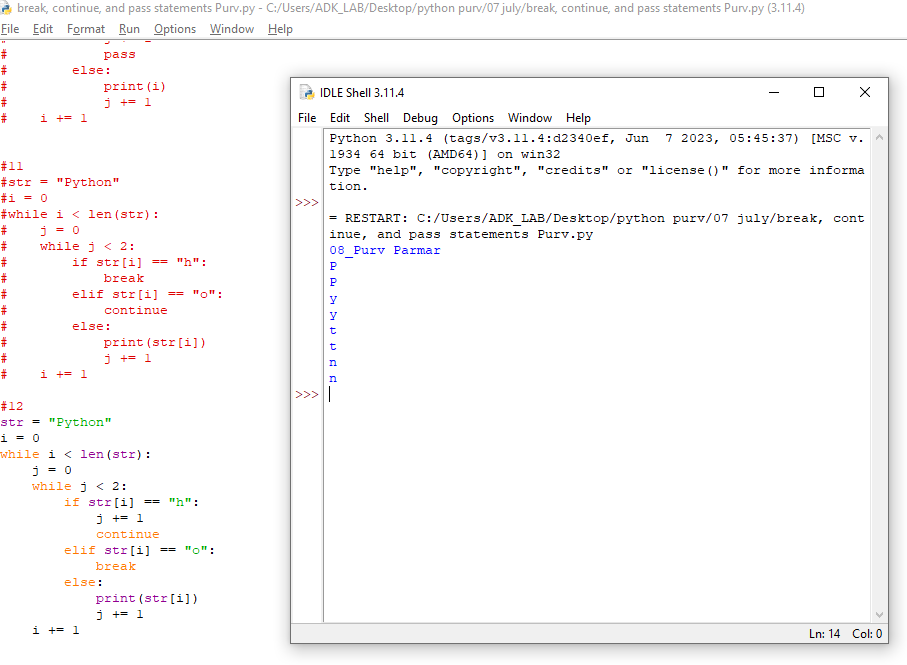 break, continue, and pass statements Purv.py - C:/Users/ADK_LAB/Desktop/python purv/07 july/break, continue, and pass statements Purv.py (3.11.4)
File Edit Format Run Options Window Help
#            pass
#        else:
#            print(i)
#            j += 1
#    i += 1
#11
#str = "Python"
#i = 0
#while i < len(str):
#    j = 0
#    while j < 2:
#        if str[i] == "h":
#            break
#        elif str[i] == "o":
#            continue
#        else:
#            print(str[i])
#            j += 1
#    i += 1
#12
str = "Python"
i = 0
while i < len(str):
    j = 0
    while j < 2:
        if str[i] == "h":
            j += 1
            continue
        elif str[i] == "o":
            break
        else:
            print(str[i])
            j += 1
    i += 1
IDLE Shell 3.11.4
File Edit Shell Debug Options Window Help
Python 3.11.4 (tags/v3.11.4:d2340ef, Jun  7 2023, 05:45:37) [MSC v.
1934 64 bit (AMD64)] on win32
Type "help", "copyright", "credits" or "license()" for more informa
tion.
>>>
= RESTART: C:/Users/ADK_LAB/Desktop/python purv/07 july/break, cont
inue, and pass statements Purv.py
08_Purv Parmar
P
P
y
y
t
t
n
n
>>>
Ln: 14 Col: 0